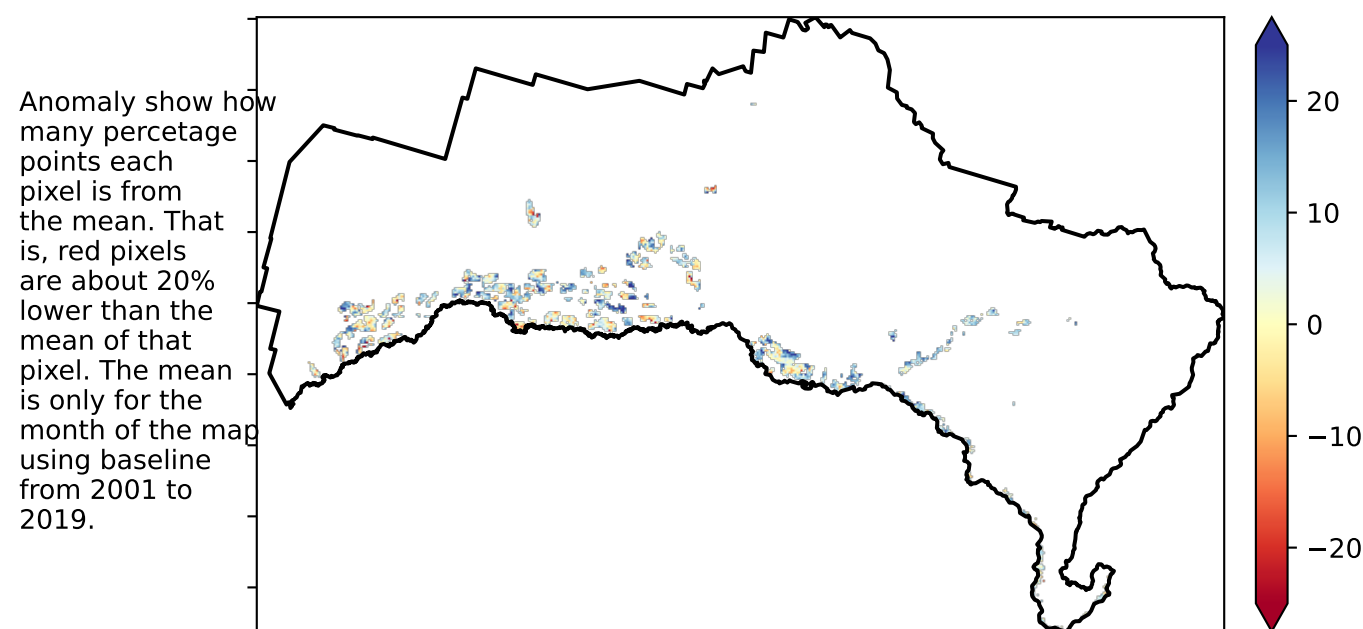 Anomaly show how
many percetage
points each
pixel is from
the mean. That
is, red pixels
are about 20%
lower than the
mean of that
pixel. The mean
is only for the
month of the map
using baseline
from 2001 to
2019.
20
10
0
−10
−20